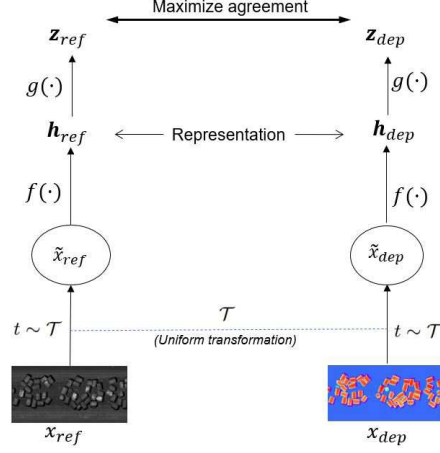 Maximize agreement
z_ref z_dep
g(·) g(·)
h_ref Representation h_dep
f(·) f(·)
x̃_ref x̃_dep
𝒯
t ~ 𝒯 t ~ 𝒯
(Uniform transformation)
x_ref x_dep